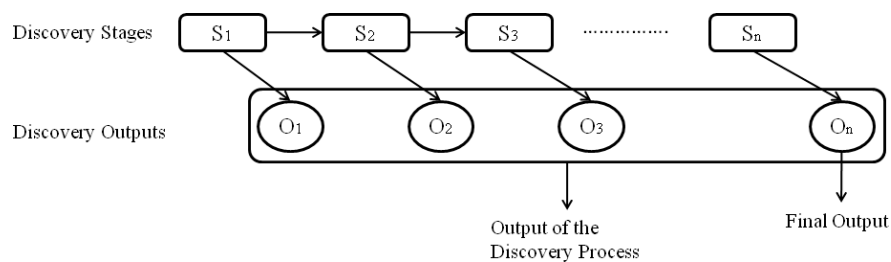 Discovery Stages S1 S2 S3 ................ Sn
Discovery Outputs O1 O2 O3 On
Output of the
Discovery Process
Final Output